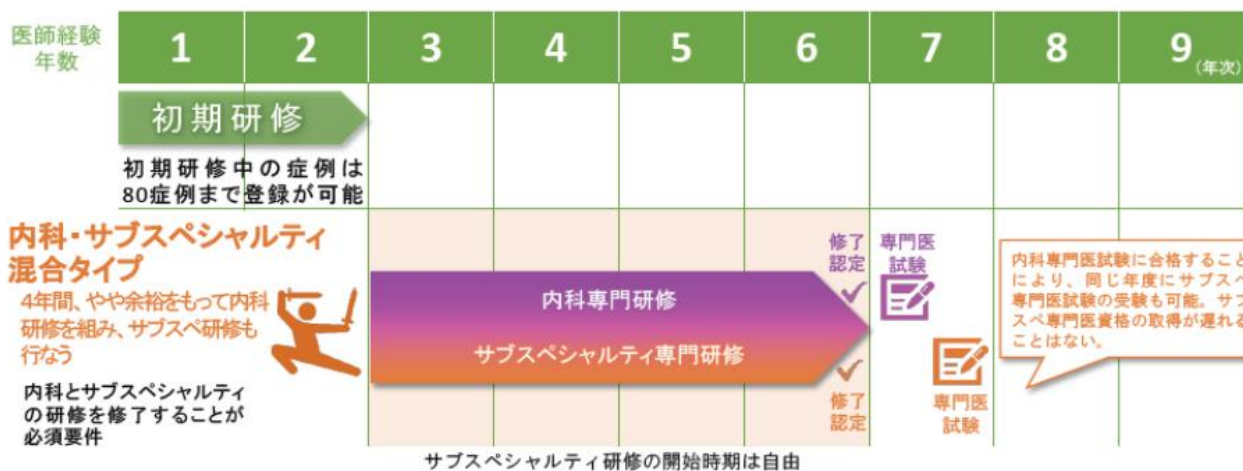 医師経験
年数
1 2 3 4 5 6 7 8 9(年次)
初期研修
初期研修中の症例は
80症例まで登録が可能
内科・サブスペシャルティ
混合タイプ
4年間、やや余裕をもって内科
研修を組み、サブスペ研修も
行なう
内科とサブスペシャルティ
の研修を修了することが
必須要件
内科専門研修
サブスペシャルティ専門研修
修了
認定
専門医
試験
修了
認定
専門医
試験
内科専門医試験に合格すること
により、同じ年度にサブスペ
専門医試験の受験も可能。サブ
スペ専門医資格の取得が遅れる
ことはない。
サブスペシャルティ研修の開始時期は自由